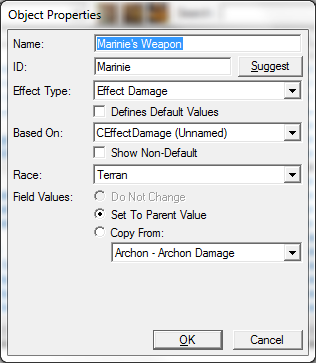 Object Properties
Search
Name: Marinie's Weapon
ID: Marinie Suggest
Effect Type: Effect Damage
Defines Default Values
Based On: CEffectDamage (Unnamed)
Show Non-Default
Race: Terran
Field Values: Do Not Change
Set To Parent Value
Copy From:
Archon - Archon Damage
OK Cancel